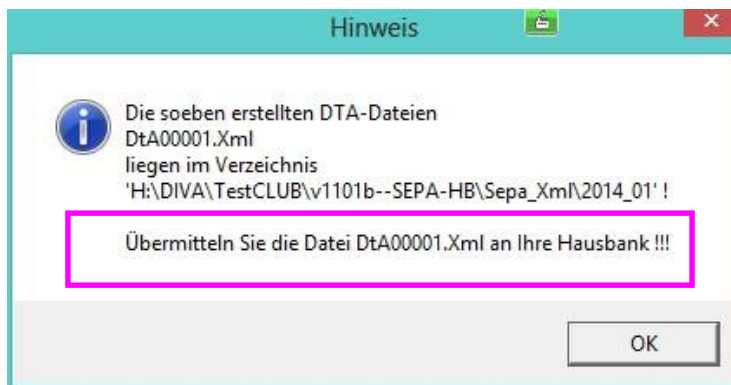 Hinweis
Die soeben erstellten DTA-Dateien
DtA00001.Xml
liegen im Verzeichnis
'H:\DIVA\TestCLUB\v1101b--SEPA-HB\Sepa_Xml\2014_01' !
Übermitteln Sie die Datei DtA00001.Xml an Ihre Hausbank !!!
OK